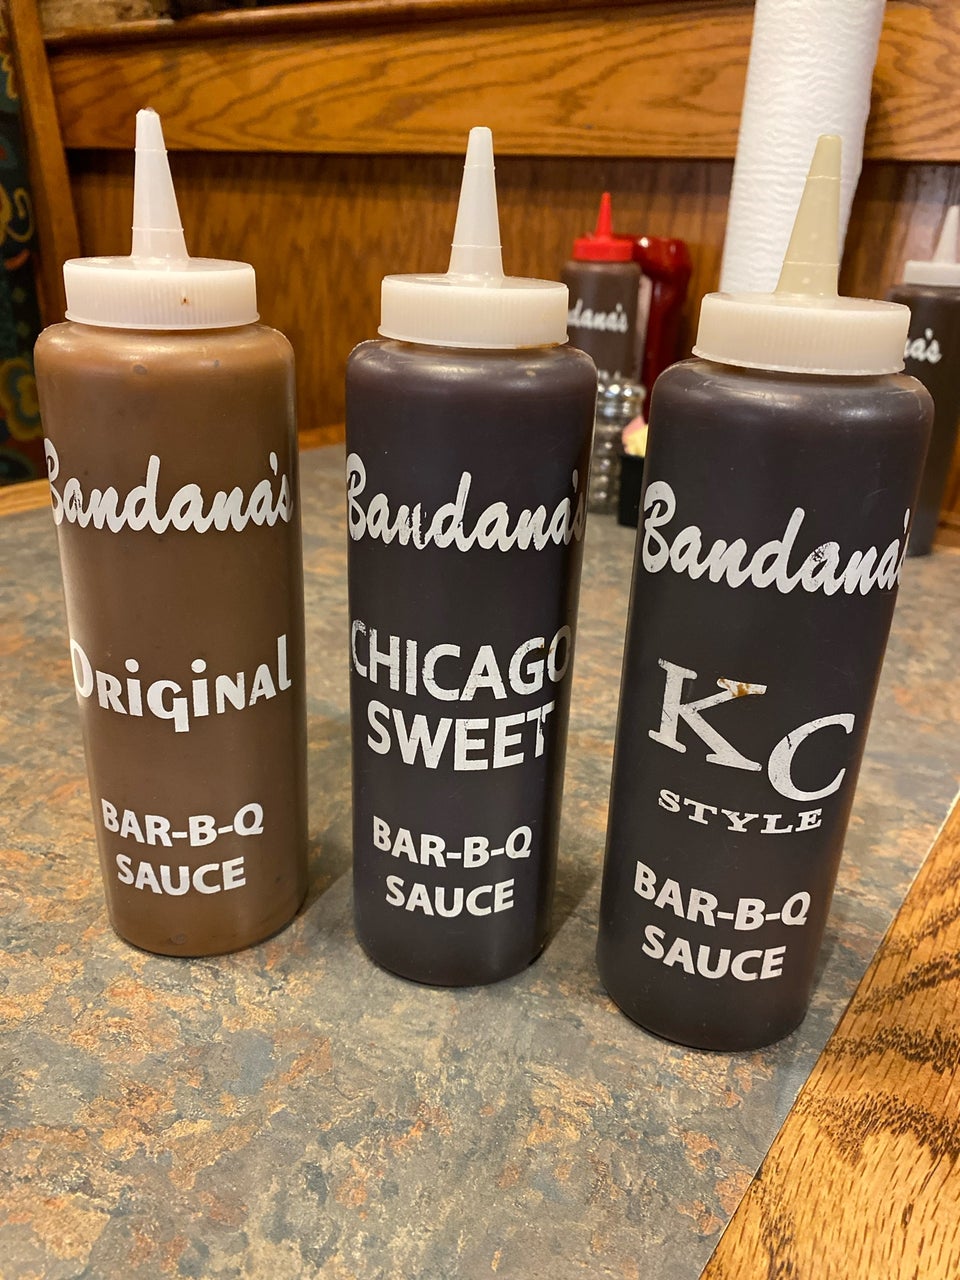 Bandana's
Original
BAR-B-Q
SAUCE
Bandana's
CHICAGO
SWEET
BAR-B-Q
SAUCE
Bandana's
KC
STYLE
BAR-B-Q
SAUCE